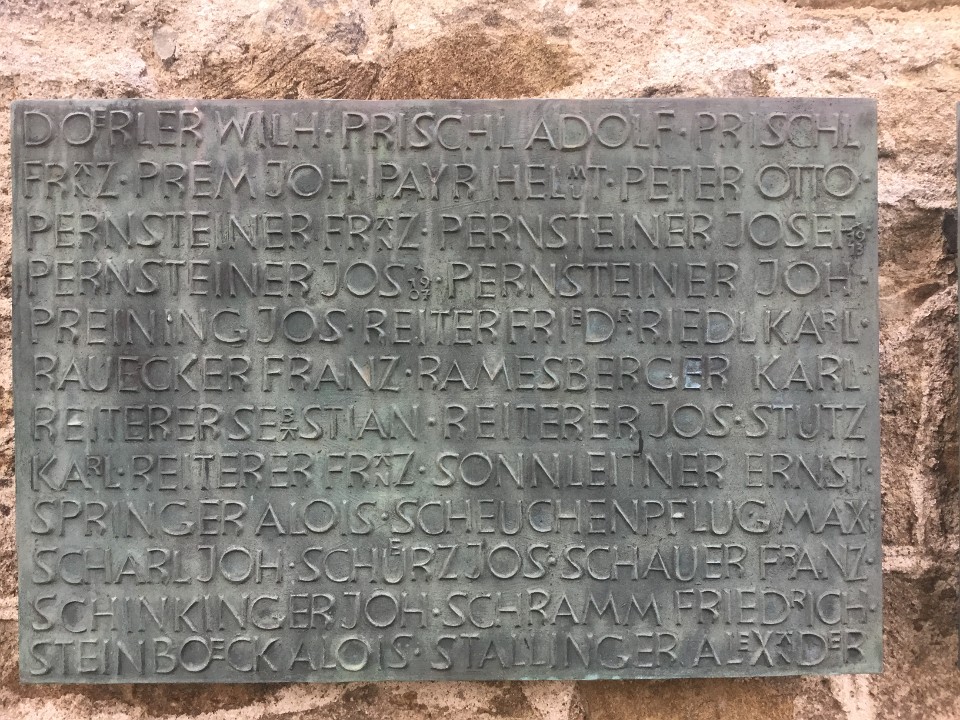 DOERLER WILH· PRISCHL ADOLF· PRISCHL
FRANZ· PREM JOH· PAYR HELMUT· PETER OTTO·
PERNSTEINER FRANZ· PERNSTEINER JOSEF
PERNSTEINER JOS· 1907· PERNSTEINER JOH·
PREINING JOS· REITER FRIEDR· RIEDL KARL·
RAUECKER FRANZ· RAMESBERGER KARL·
REITERER SEBASTIAN· REITERER JOS· STUTZ
KARL· REITERER FRANZ· SONNLEITNER ERNST·
SPRINGER ALOIS· SCHEUCHENPFLUG MAX·
SCHARL JOH· SCHUERZ JOS· SCHAUER FRANZ·
SCHINKINGER JOH· SCHRAMM FRIEDRICH·
STEINBOECK ALOIS· STALLINGER ALEXANDER